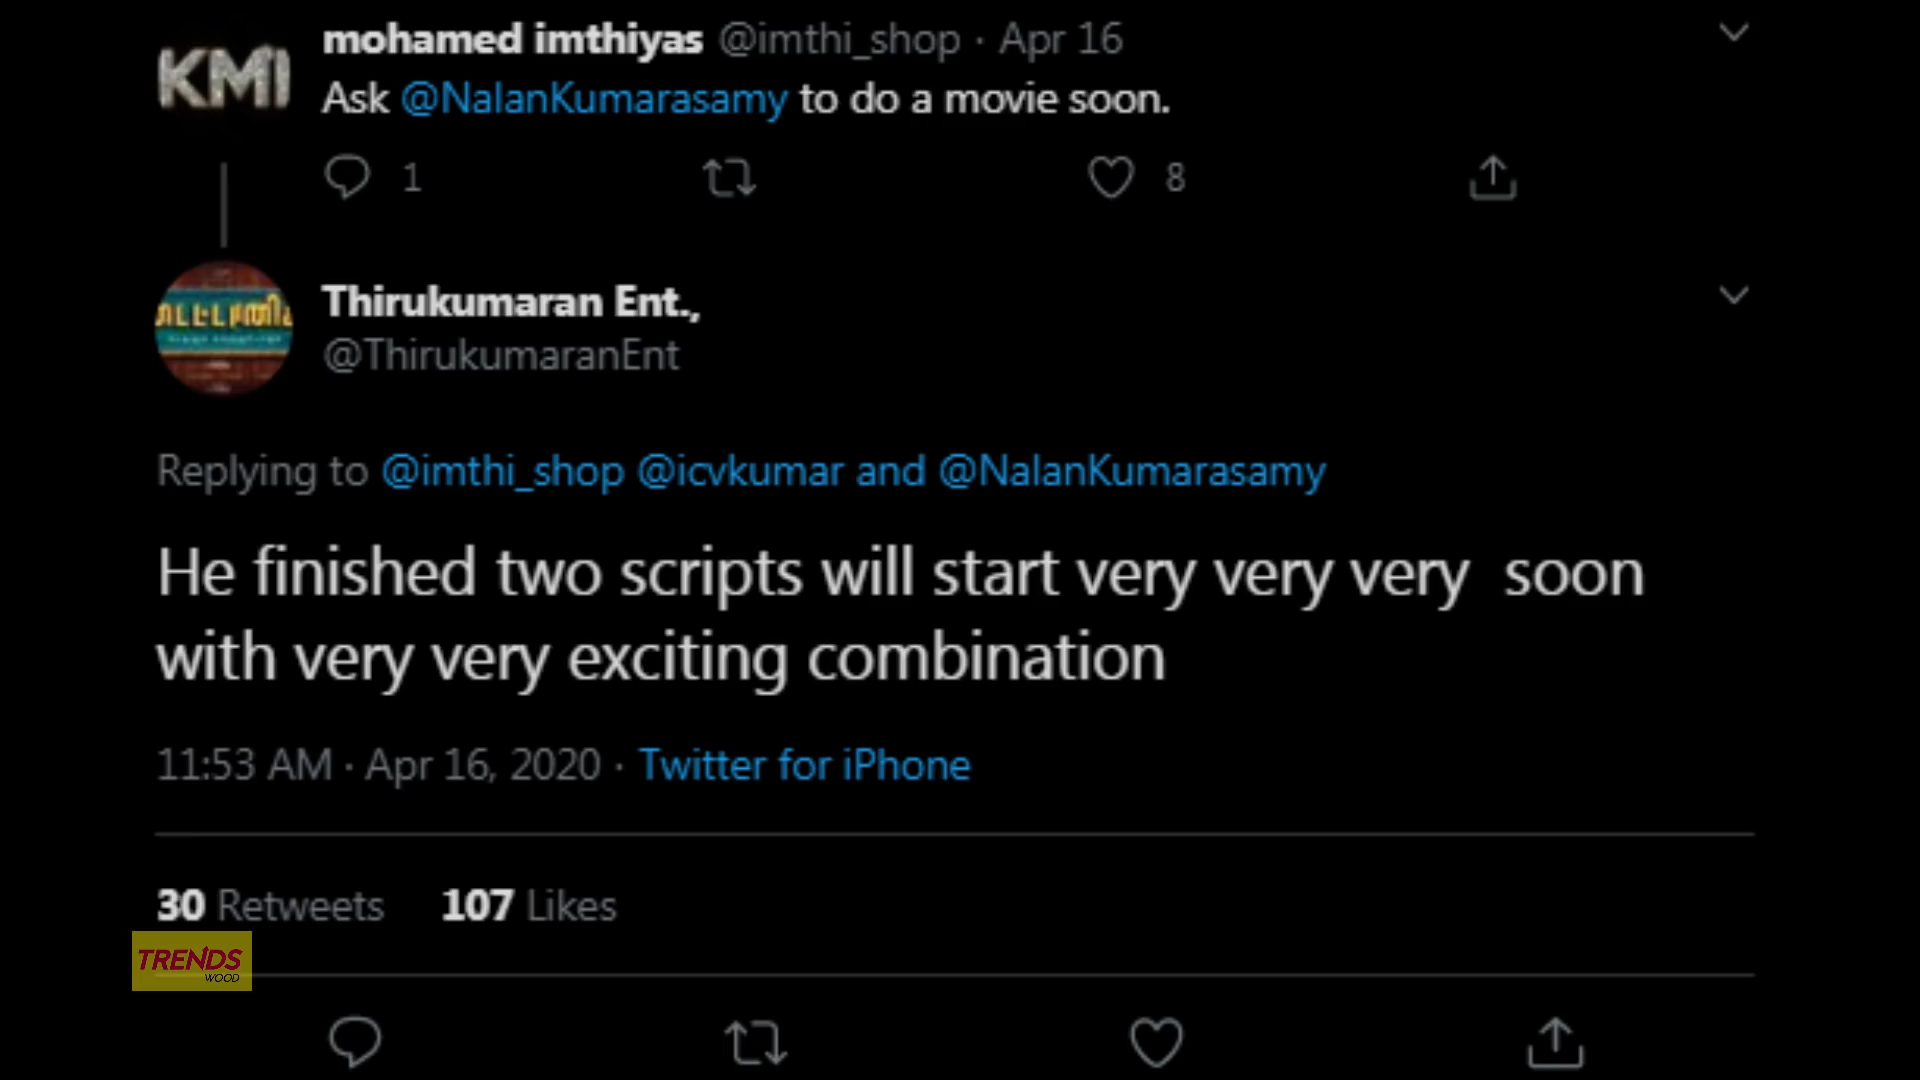 KMI
mohamed imthiyas @imthi_shop · Apr 16
Ask @NalanKumarasamy to do a movie soon.
1 8
Thirukumaran Ent.,
@ThirukumaranEnt
Replying to @imthi_shop @icvkumar and @NalanKumarasamy
He finished two scripts will start very very very  soon
with very very exciting combination
11:53 AM · Apr 16, 2020 · Twitter for iPhone
30 Retweets 107 Likes
TRENDS
WOOD